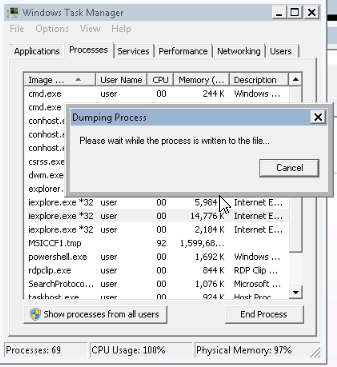 Windows Task Manager
File Options View Help
Applications Processes Services Performance Networking Users
Image ... User Name CPU Memory (... Description
cmd.exe user 00 244 K Windows ...
cmd.exe
Dumping Process
conhost.
Please wait while the process is written to the file...
conhost.
conhost.
csrss.exe
Cancel
dwm.exe
explorer.
iexplore.exe *32 user 00 5,984 Internet E...
iexplore.exe *32 user 00 14,776 K Internet E...
iexplore.exe *32 user 00 2,184 K Internet E...
MSICCF1.tmp 92 1,599,68...
powershell.exe user 00 1,692 K Windows ...
rdpclip.exe user 00 844 K RDP Clip ...
SearchProtoco... user 00 1,076 K Microsoft ...
taskhost.exe user 00 924 K Host Proc
Show processes from all users End Process
Processes: 69 CPU Usage: 100% Physical Memory: 97%